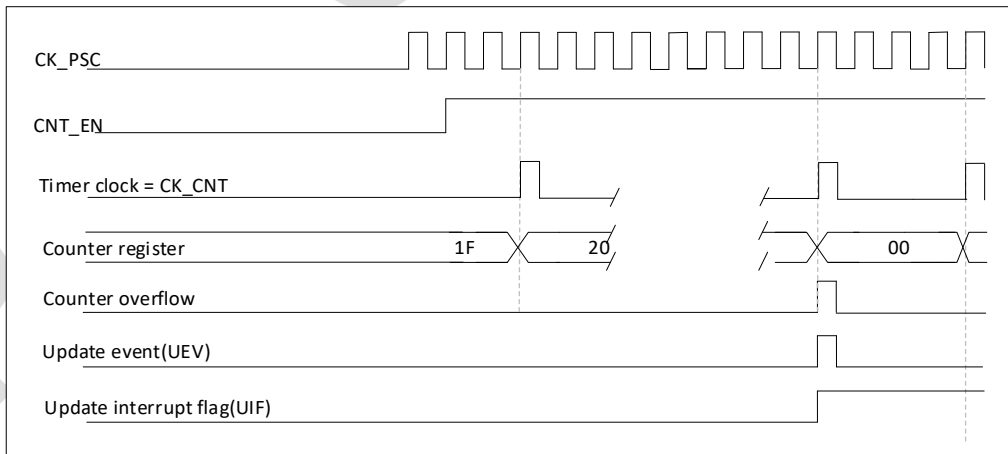 CK_PSC
CNT_EN
Timer clock = CK_CNT
Counter register 1F 20 00
Counter overflow
Update event(UEV)
Update interrupt flag(UIF)